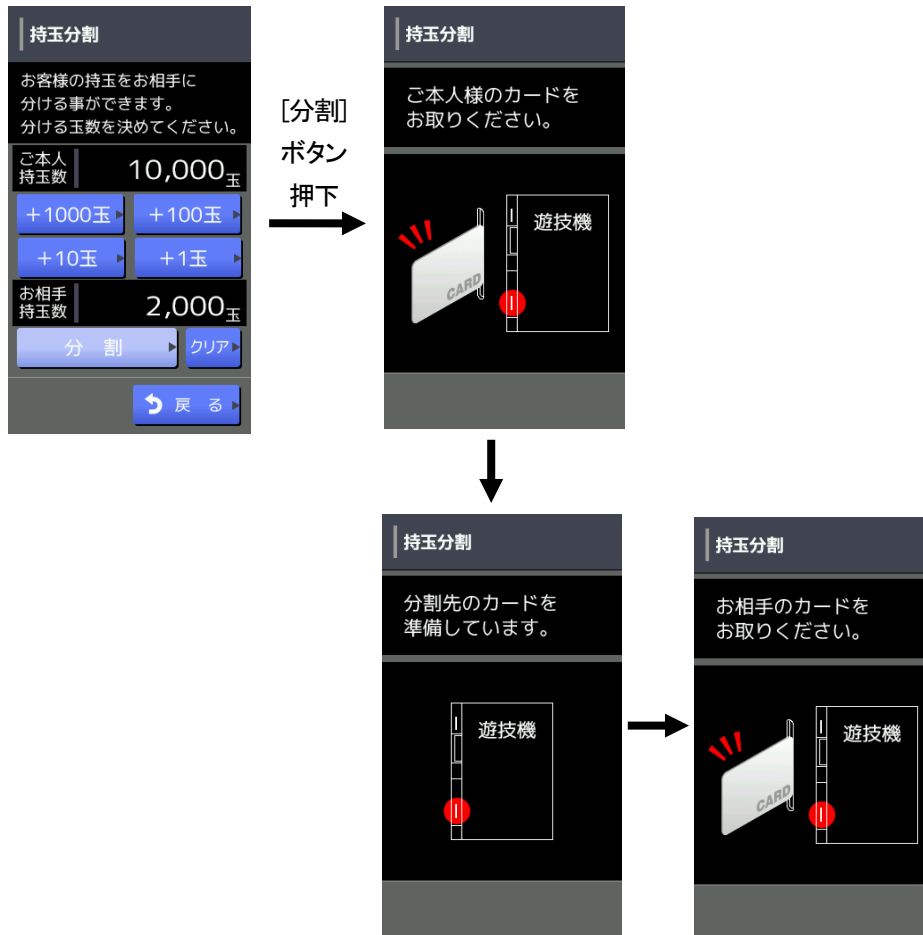 持玉分割
お客様の持玉をお相手に
分ける事ができます。
分ける玉数を決めてください。
ご本人
持玉数
10,000玉
+1000玉
+100玉
+10玉
+1玉
お相手
持玉数
2,000玉
分 割
クリア
戻 る
[分割]
ボタン
押下
持玉分割
ご本人様のカードを
お取りください。
遊技機
CARD
持玉分割
分割先のカードを
準備しています。
遊技機
持玉分割
お相手のカードを
お取りください。
遊技機
CARD